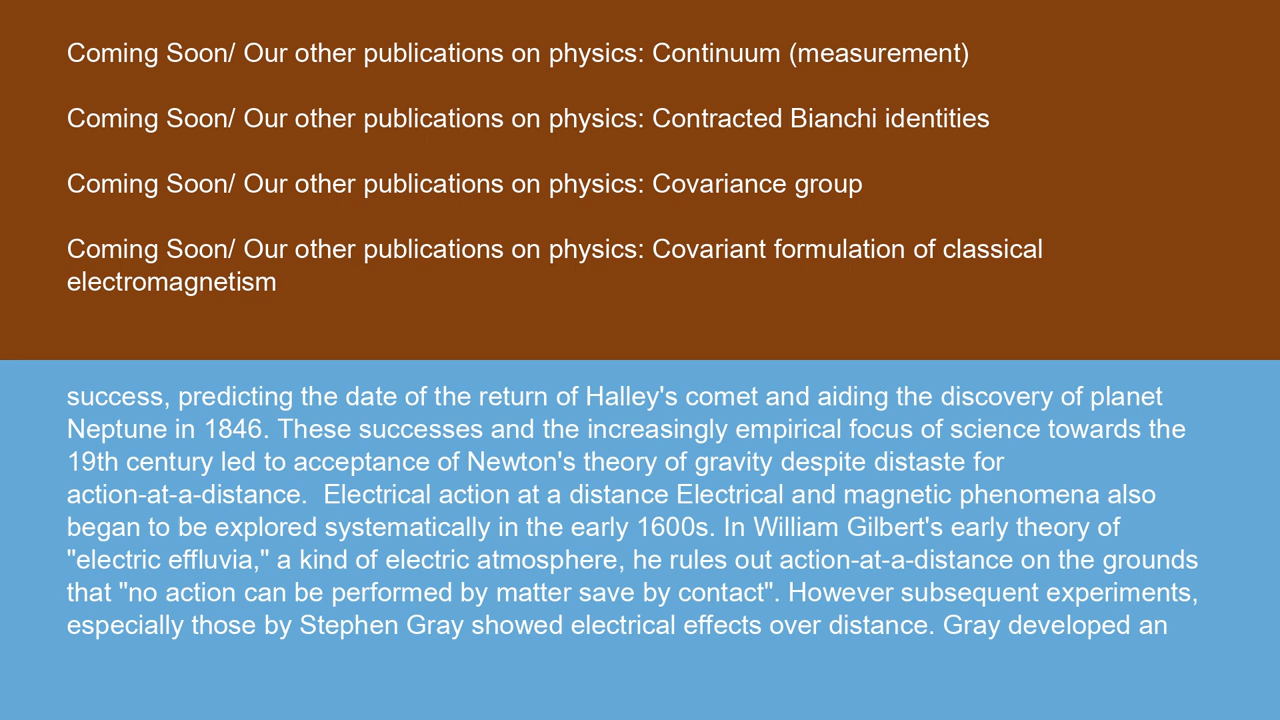 Coming Soon/ Our other publications on physics: Continuum (measurement)
Coming Soon/ Our other publications on physics: Contracted Bianchi identities
Coming Soon/ Our other publications on physics: Covariance group
Coming Soon/ Our other publications on physics: Covariant formulation of classical
electromagnetism
success, predicting the date of the return of Halley's comet and aiding the discovery of planet
Neptune in 1846. These successes and the increasingly empirical focus of science towards the
19th century led to acceptance of Newton's theory of gravity despite distaste for
action-at-a-distance.  Electrical action at a distance Electrical and magnetic phenomena also
began to be explored systematically in the early 1600s. In William Gilbert's early theory of
"electric effluvia," a kind of electric atmosphere, he rules out action-at-a-distance on the grounds
that "no action can be performed by matter save by contact". However subsequent experiments,
especially those by Stephen Gray showed electrical effects over distance. Gray developed an